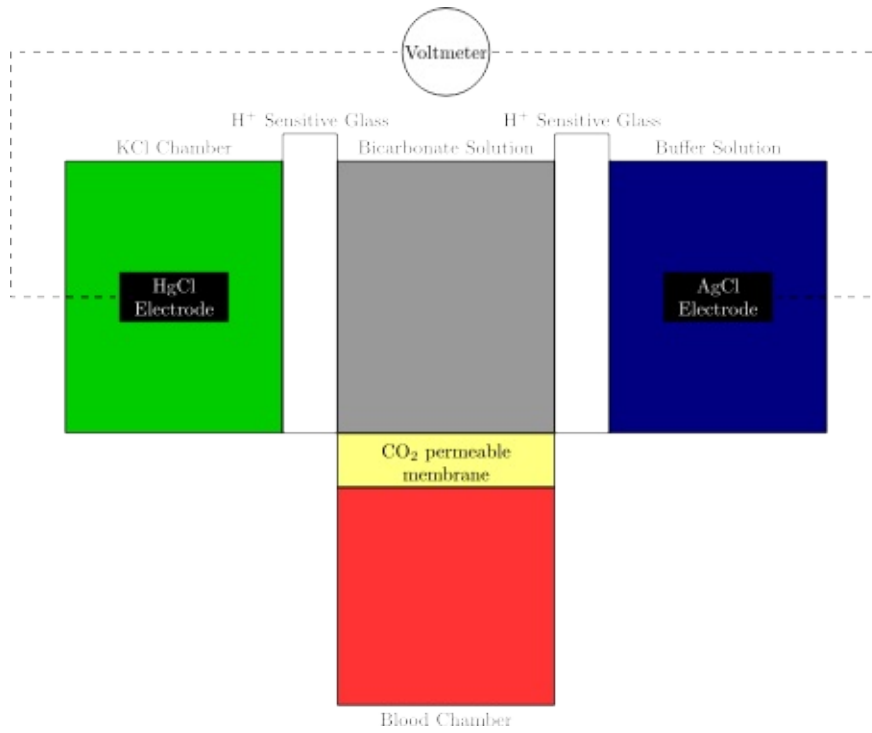 Voltmeter
H⁺ Sensitive Glass
H⁺ Sensitive Glass
KCl Chamber
Bicarbonate Solution
Buffer Solution
HgCl
Electrode
AgCl
Electrode
CO₂ permeable
membrane
Blood Chamber